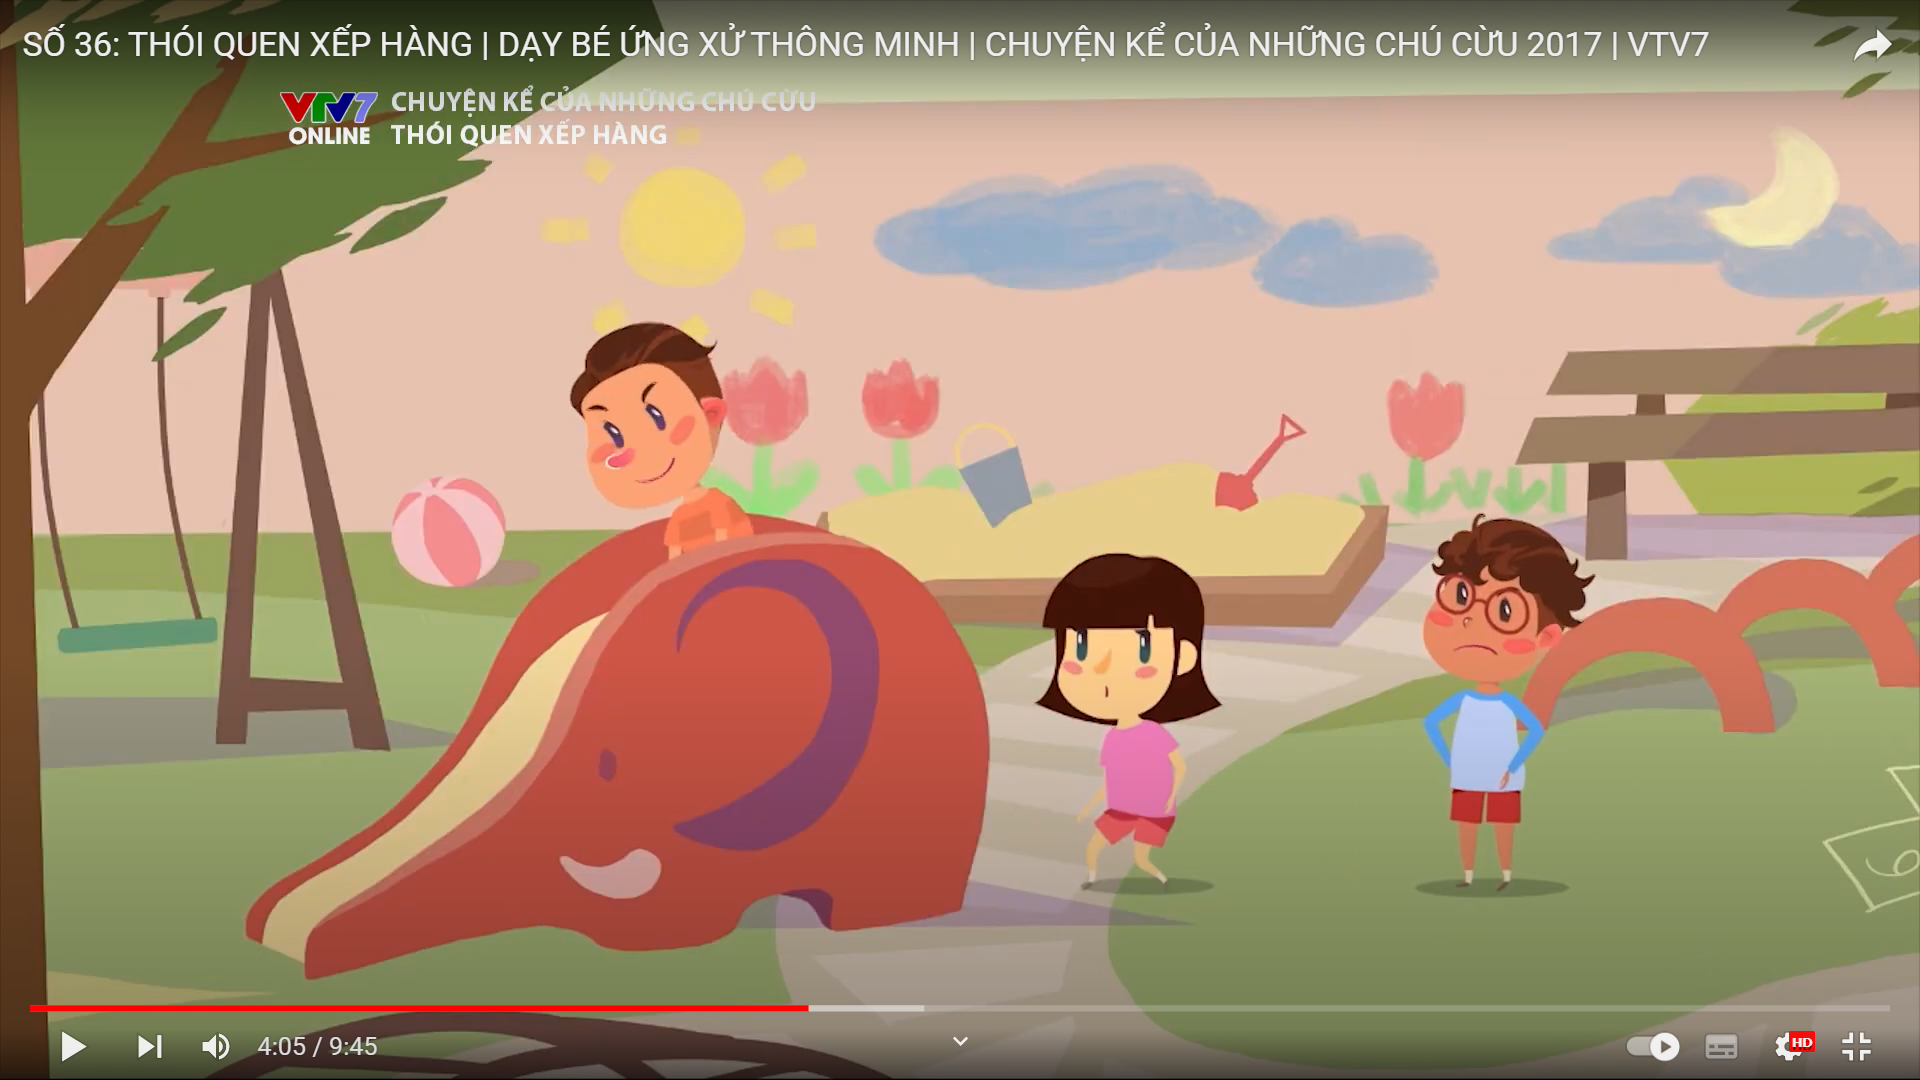 SỐ 36: THÓI QUEN XẾP HÀNG | DẠY BÉ ỨNG XỬ THÔNG MINH | CHUYỆN KỂ CỦA NHỮNG CHÚ CỪU 2017 | VTV7
VTV7 ONLINE
CHUYỆN KỂ CỦA NHỮNG CHÚ CỪU
THÓI QUEN XẾP HÀNG
6
4:05 / 9:45
HD